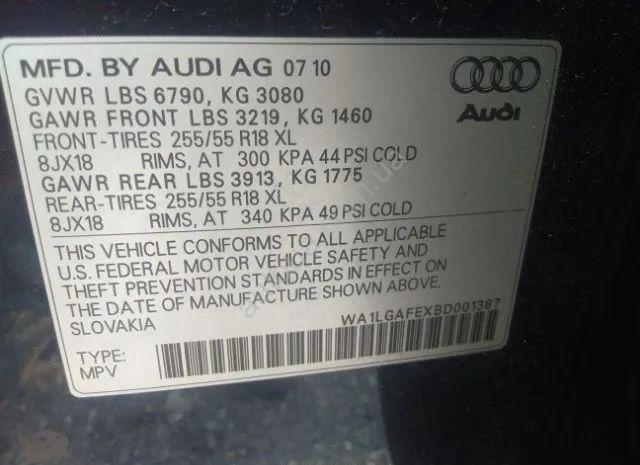 MFD. BY AUDI AG 07 10
GVWR LBS 6790, KG 3080
GAWR FRONT LBS 3219, KG 1460
FRONT-TIRES 255/55 R18 XL
8JX18 RIMS, AT 300 KPA 44 PSI COLD
GAWR REAR LBS 3913, KG 1775
REAR-TIRES 255/55 R18 XL
8JX18 RIMS, AT 340 KPA 49 PSI COLD
Audi
THIS VEHICLE CONFORMS TO ALL APPLICABLE
U.S. FEDERAL MOTOR VEHICLE SAFETY AND
THEFT PREVENTION STANDARDS IN EFFECT ON
THE DATE OF MANUFACTURE SHOWN ABOVE.
SLOVAKIA
WA1LGAFEXBD001387
TYPE:
MPV